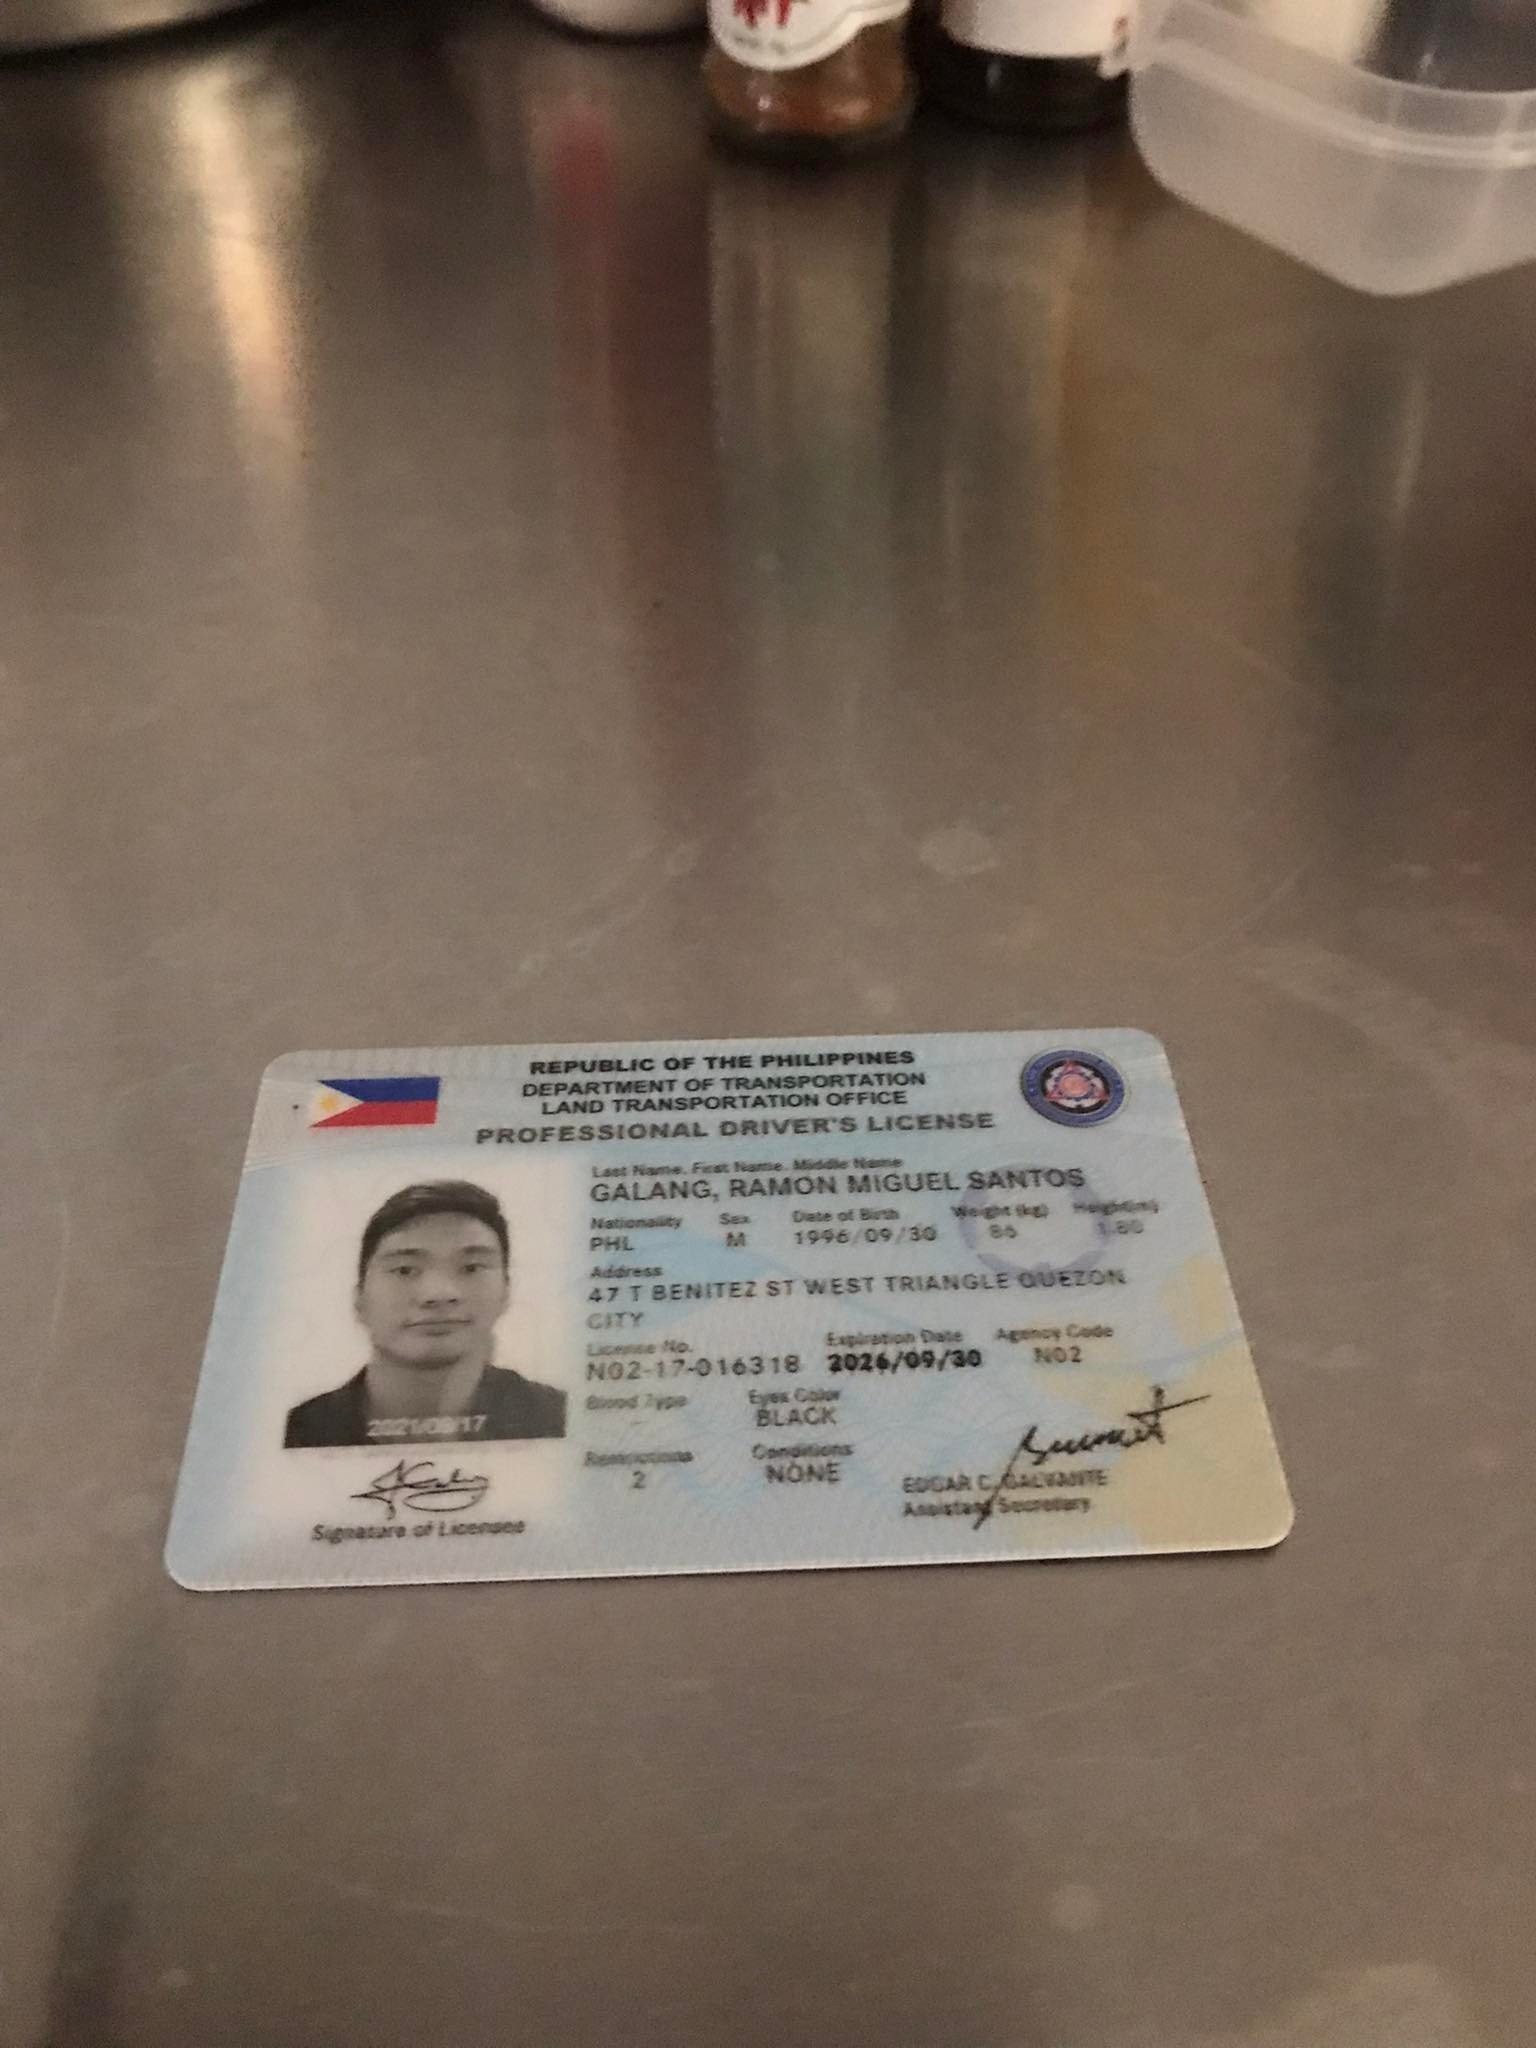 REPUBLIC OF THE PHILIPPINES
DEPARTMENT OF TRANSPORTATION
LAND TRANSPORTATION OFFICE
PROFESSIONAL DRIVER'S LICENSE
Last Name, First Name, Middle Name
GALANG, RAMON MIGUEL SANTOS
Nationality Sex Date of Birth Weight (kg) Height(m)
PHL M 1996/09/30 86 1.80
Address
47 T BENITEZ ST WEST TRIANGLE QUEZON
CITY
License No. Expiration Date Agency Code
N02-17-016318 2026/09/30 N02
Blood Type Eyes Color
BLACK
Restrictions Conditions
2 NONE
EDGAR C. GALVANTE
Assistant Secretary
Signature of Licensee